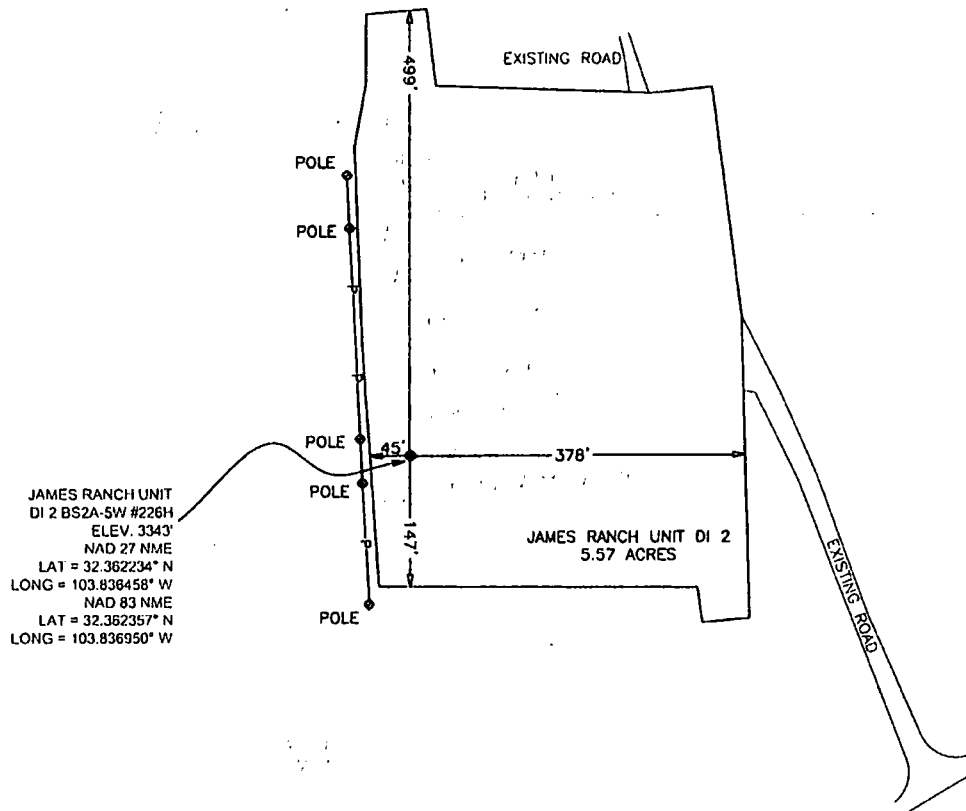 EXISTING ROAD
499'
POLE
POLE
P
P
POLE
45'
378'
POLE
JAMES RANCH UNIT
DI 2 BS2A-5W #226H
ELEV. 3343'
NAD 27 NME
LAT = 32.362234° N
LONG = 103.836458° W
NAD 83 NME
LAT = 32.362357° N
LONG = 103.836950° W
147'
P
JAMES RANCH UNIT DI 2
5.57 ACRES
POLE
EXISTING ROAD